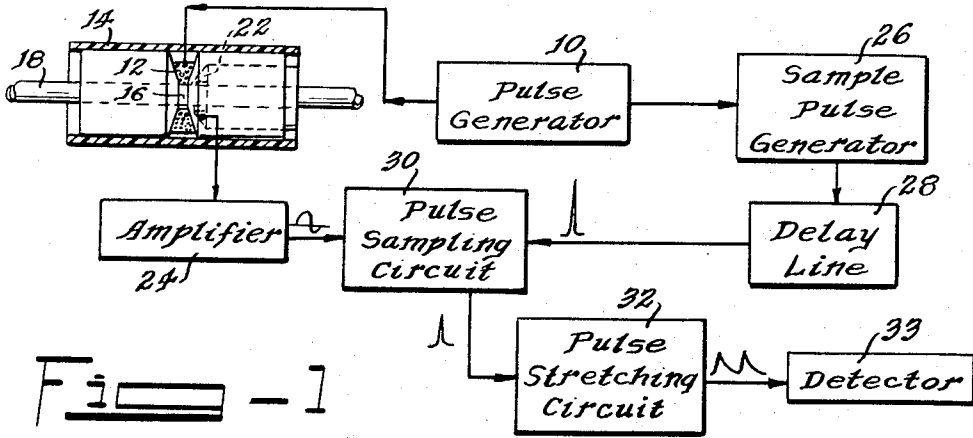 14
22
18
12
16
10
Pulse
Generator
26
Sample
Pulse
Generator
30
Pulse
Sampling
Circuit
28
Delay
Line
Amplifier
24
32
Pulse
Stretching
Circuit
33
Detector
Fig-1